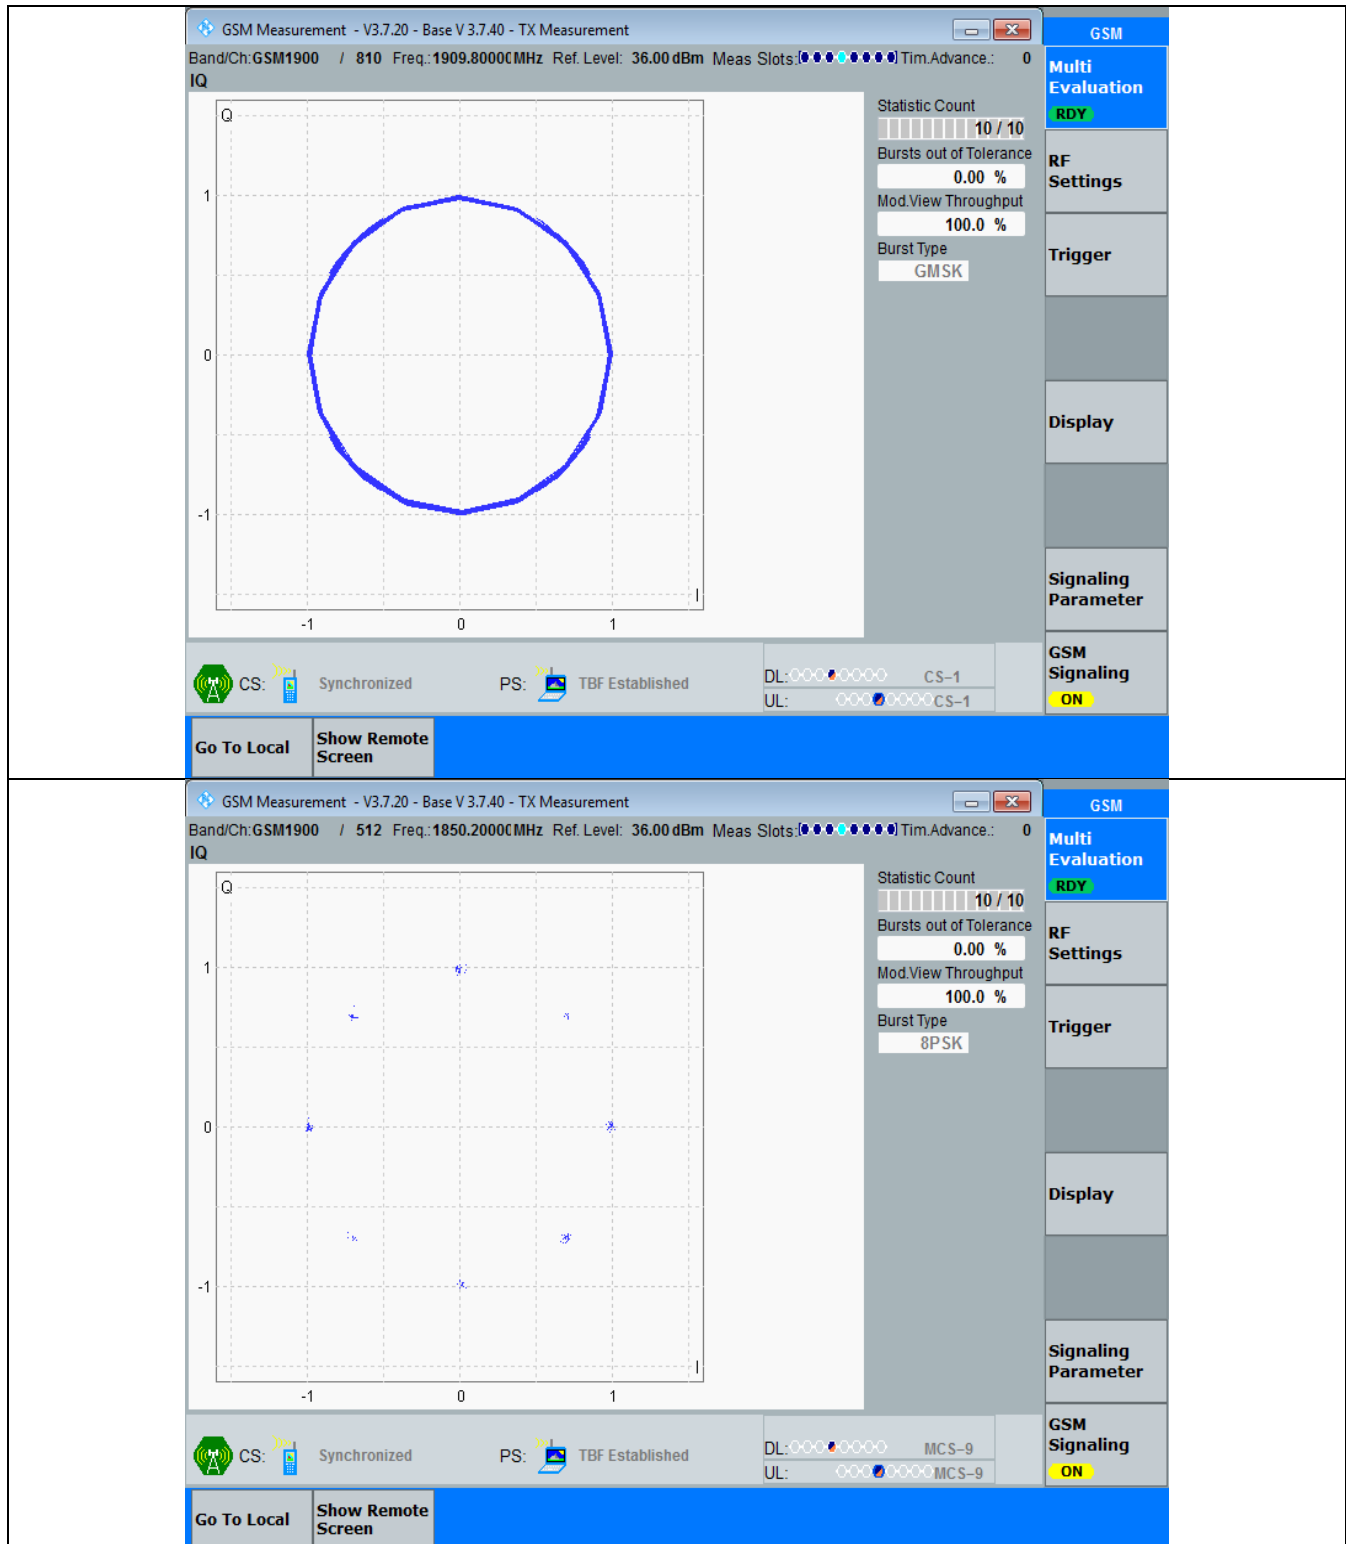 GSM Measurement - V3.7.20 - Base V 3.7.40 - TX Measurement
GSM
Band/Ch:GSM1900 / 810 Freq.:1909.80000MHz Ref. Level: 36.00 dBm Meas Slots: Tim.Advance.: 0
IQ
Multi
Evaluation
RDY
Statistic Count
10 / 10
Bursts out of Tolerance
0.00 %
Mod.View Throughput
100.0 %
Burst Type
GMSK
Q
1
0
-1
I
-1 0 1
RF
Settings
Trigger
Display
Signaling
Parameter
GSM
Signaling
ON
CS: Synchronized
PS: TBF Established
DL: CS-1
UL: CS-1
Go To Local
Show Remote
Screen
GSM Measurement - V3.7.20 - Base V 3.7.40 - TX Measurement
GSM
Band/Ch:GSM1900 / 512 Freq.:1850.20000MHz Ref. Level: 36.00 dBm Meas Slots: Tim.Advance.: 0
IQ
Multi
Evaluation
RDY
Statistic Count
10 / 10
Bursts out of Tolerance
0.00 %
Mod.View Throughput
100.0 %
Burst Type
8PSK
Q
1
0
-1
I
-1 0 1
RF
Settings
Trigger
Display
Signaling
Parameter
GSM
Signaling
ON
CS: Synchronized
PS: TBF Established
DL: MCS-9
UL: MCS-9
Go To Local
Show Remote
Screen